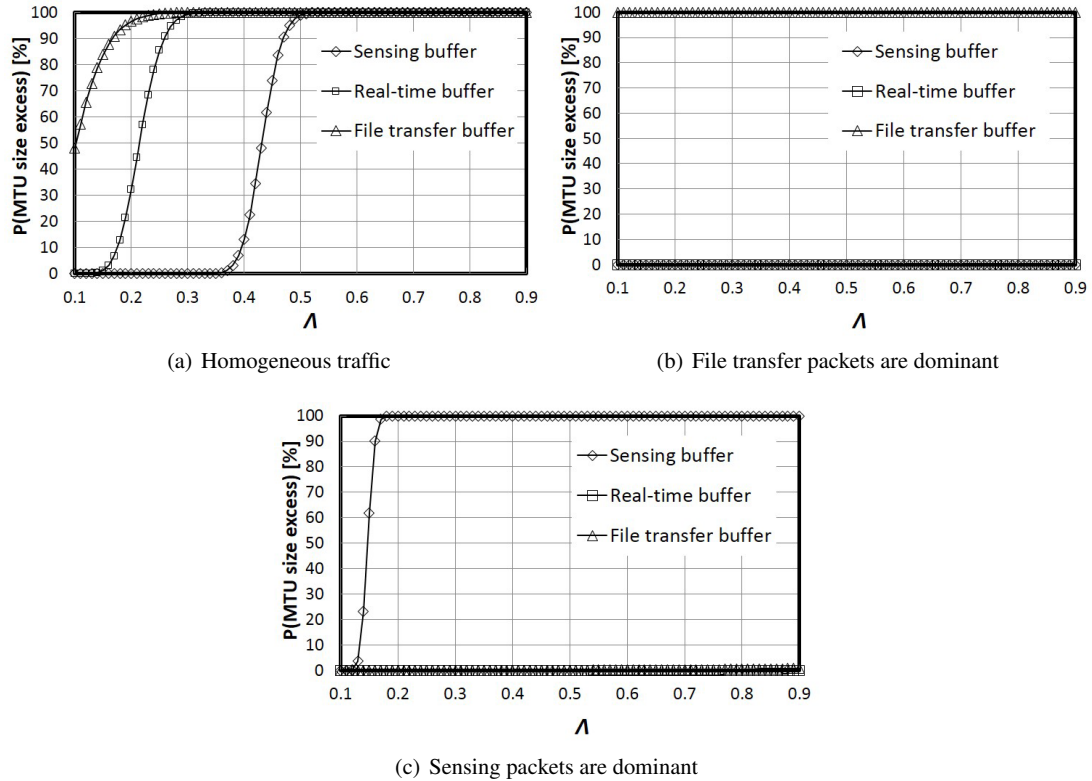 P(MTU size excess) [%]
100
90
80
70
60
50
40
30
20
10
0
Sensing buffer
Real-time buffer
File transfer buffer
0.1 0.2 0.3 0.4 0.5 0.6 0.7 0.8 0.9
Λ
(a) Homogeneous traffic
P(MTU size excess) [%]
100
90
80
70
60
50
40
30
20
10
0
Sensing buffer
Real-time buffer
File transfer buffer
0.1 0.2 0.3 0.4 0.5 0.6 0.7 0.8 0.9
Λ
(b) File transfer packets are dominant
P(MTU size excess) [%]
100
90
80
70
60
50
40
30
20
10
0
Sensing buffer
Real-time buffer
File transfer buffer
0.1 0.2 0.3 0.4 0.5 0.6 0.7 0.8 0.9
Λ
(c) Sensing packets are dominant